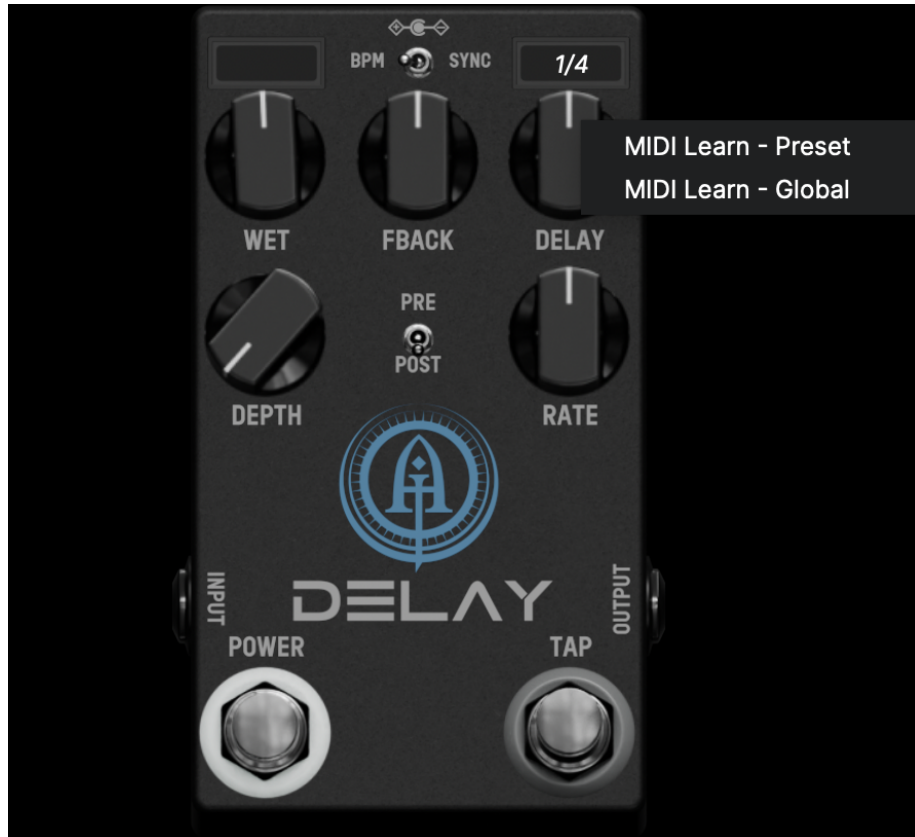 BPM SYNC
1/4
MIDI Learn - Preset
MIDI Learn - Global
WET FBACK DELAY
PRE
POST
DEPTH RATE
INPUT
OUTPUT
DELAY
POWER TAP